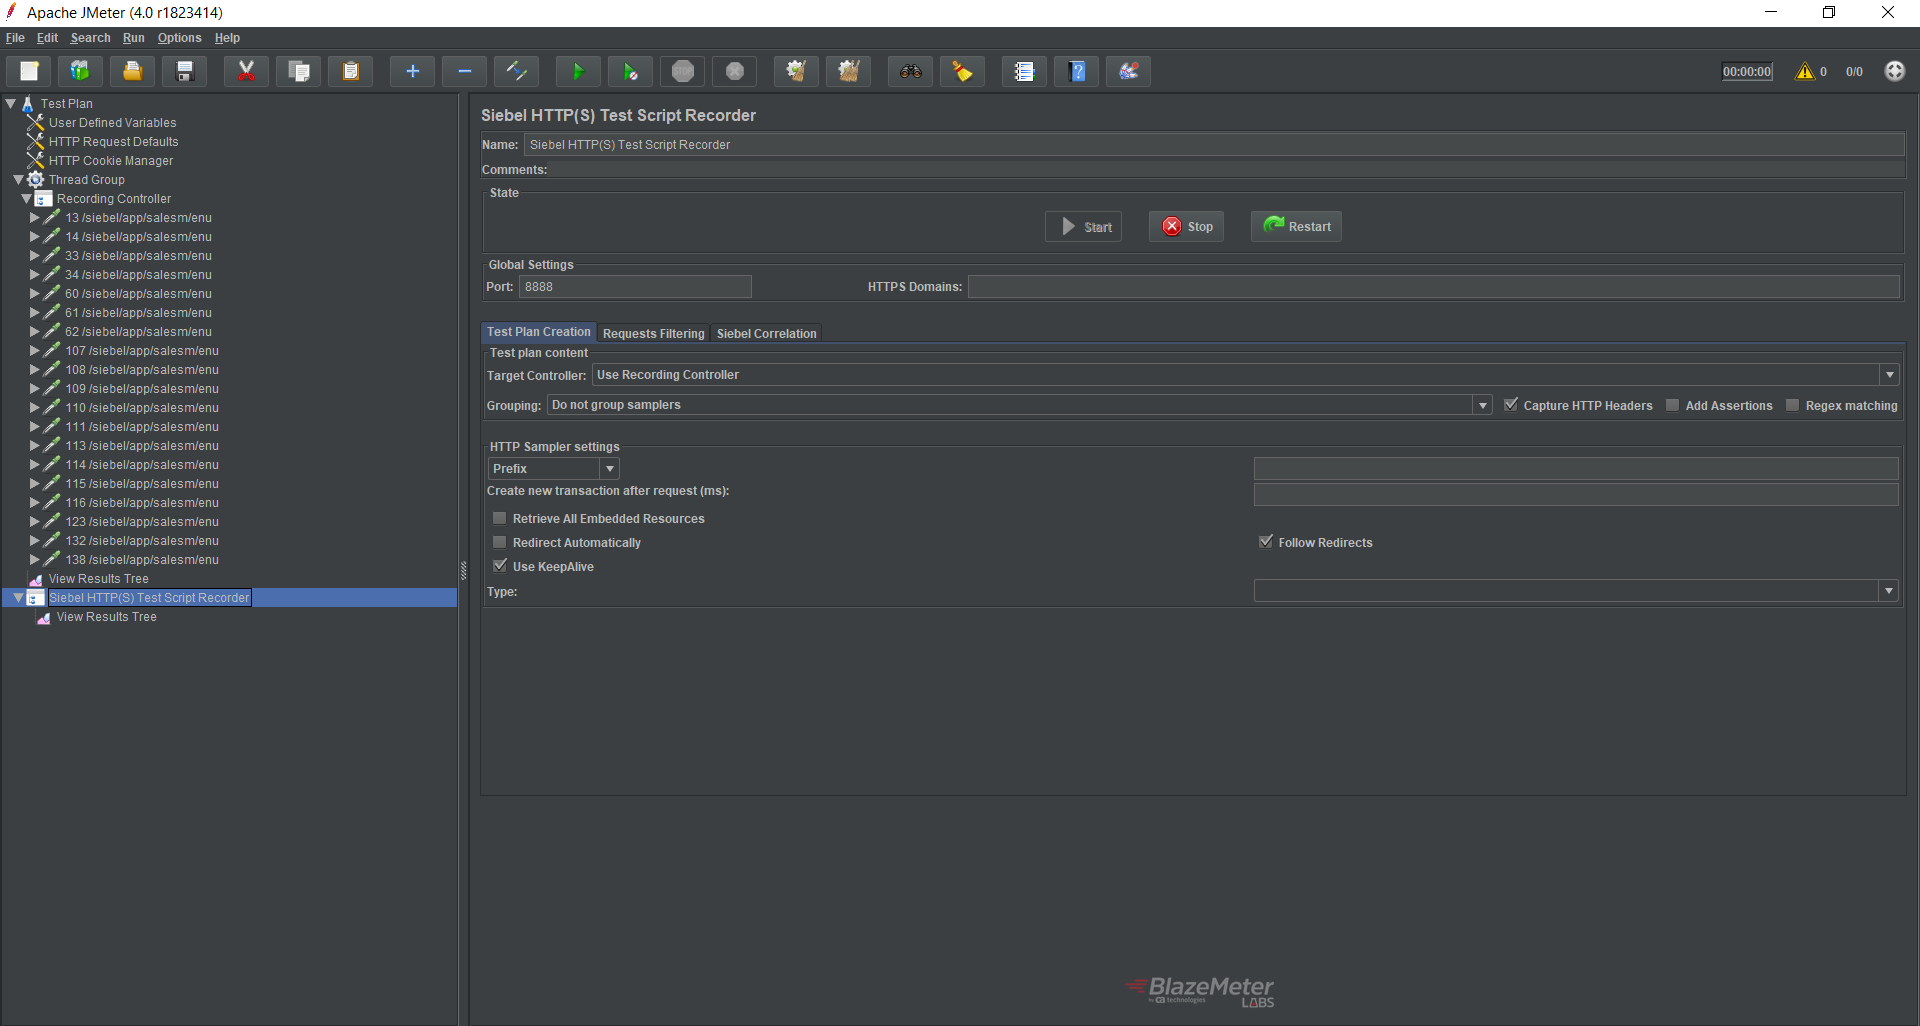 Apache JMeter (4.0 r1823414)
File Edit Search Run Options Help
STOP
?
00:00:00 0 0/0
Test Plan
User Defined Variables
HTTP Request Defaults
HTTP Cookie Manager
Thread Group
Recording Controller
13 /siebel/app/salesm/enu
14 /siebel/app/salesm/enu
33 /siebel/app/salesm/enu
34 /siebel/app/salesm/enu
60 /siebel/app/salesm/enu
61 /siebel/app/salesm/enu
62 /siebel/app/salesm/enu
107 /siebel/app/salesm/enu
108 /siebel/app/salesm/enu
109 /siebel/app/salesm/enu
110 /siebel/app/salesm/enu
111 /siebel/app/salesm/enu
113 /siebel/app/salesm/enu
114 /siebel/app/salesm/enu
115 /siebel/app/salesm/enu
116 /siebel/app/salesm/enu
123 /siebel/app/salesm/enu
132 /siebel/app/salesm/enu
138 /siebel/app/salesm/enu
View Results Tree
Siebel HTTP(S) Test Script Recorder
View Results Tree
Siebel HTTP(S) Test Script Recorder
Name: Siebel HTTP(S) Test Script Recorder
Comments:
State
Start Stop Restart
Global Settings
Port: 8888 HTTPS Domains:
Test Plan Creation Requests Filtering Siebel Correlation
Test plan content
Target Controller: Use Recording Controller
Grouping: Do not group samplers Capture HTTP Headers Add Assertions Regex matching
HTTP Sampler settings
Prefix
Create new transaction after request (ms):
Retrieve All Embedded Resources
Redirect Automatically Follow Redirects
Use KeepAlive
Type:
BlazeMeter
by ca technologies LABS